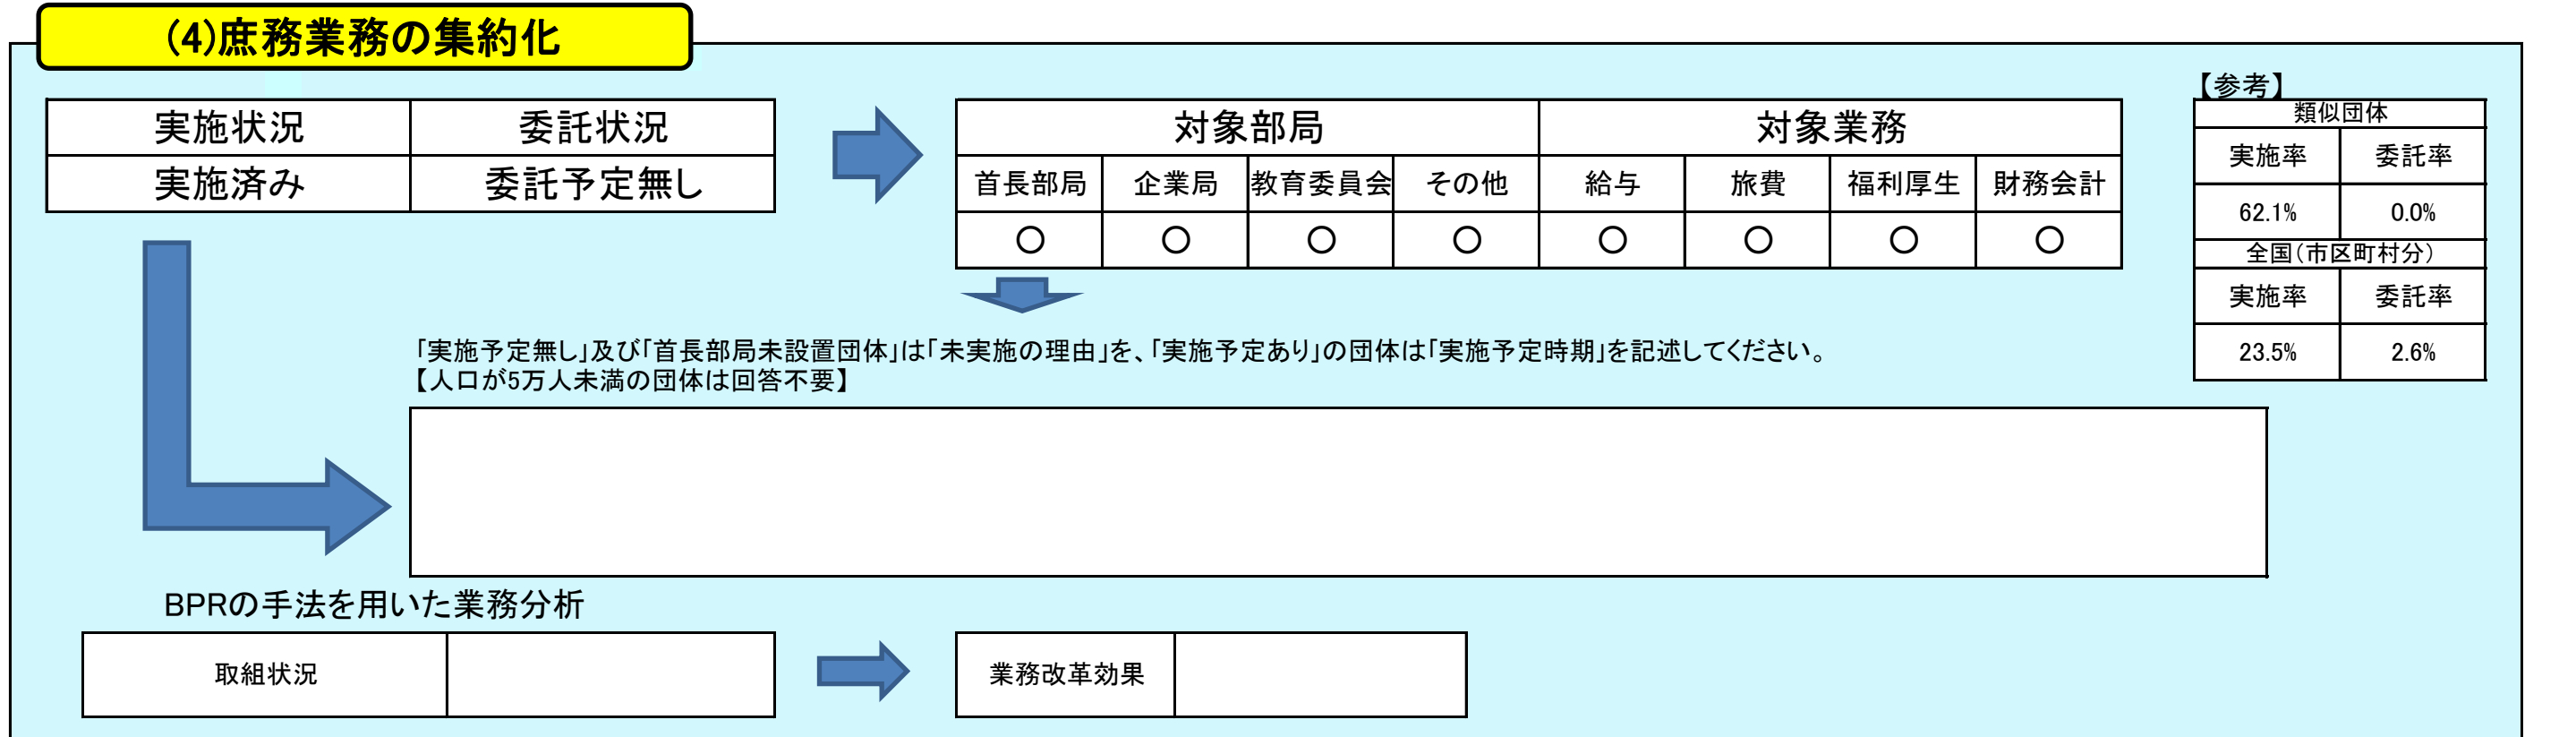 (4)庶務業務の集約化
実施状況 委託状況
実施済み 委託予定無し
対象部局 対象業務
首長部局 企業局 教育委員会 その他 給与 旅費 福利厚生 財務会計
○ ○ ○ ○ ○ ○ ○ ○
【参考】
類似団体
実施率 委託率
62.1% 0.0%
全国(市区町村分)
実施率 委託率
23.5% 2.6%
「実施予定無し」及び「首長部局未設置団体」は「未実施の理由」を、「実施予定あり」の団体は「実施予定時期」を記述してください。
【人口が5万人未満の団体は回答不要】
BPRの手法を用いた業務分析
取組状況
業務改革効果